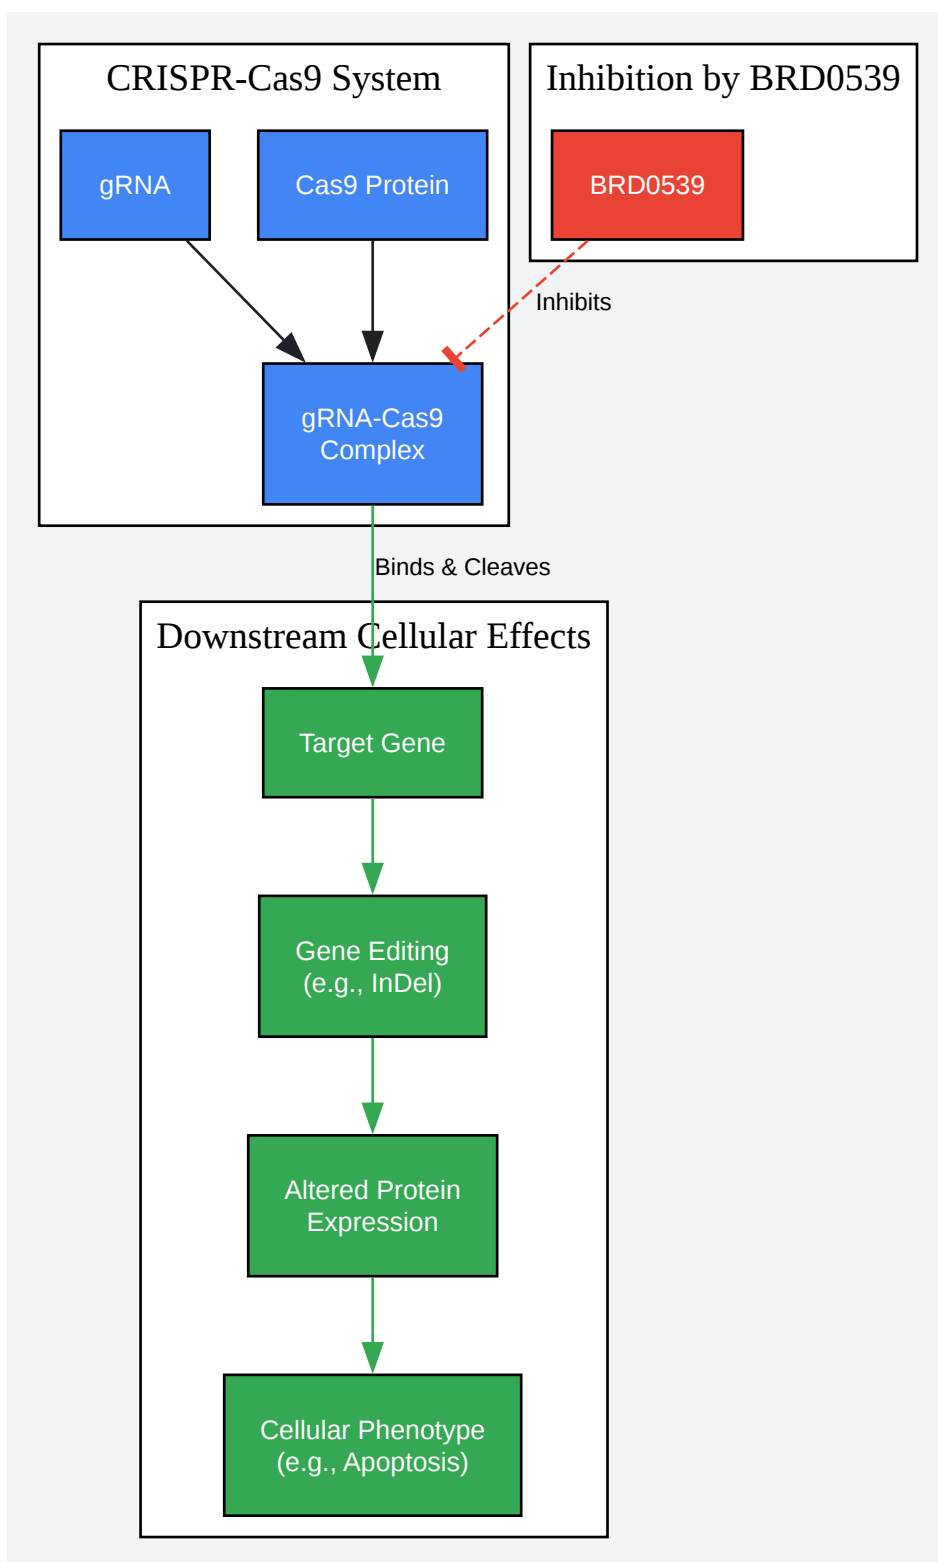 CRISPR-Cas9 System
Inhibition by BRD0539
gRNA
Cas9 Protein
BRD0539
Inhibits
gRNA-Cas9
Complex
Binds & Cleaves
Downstream Cellular Effects
Target Gene
Gene Editing
(e.g., InDel)
Altered Protein
Expression
Cellular Phenotype
(e.g., Apoptosis)